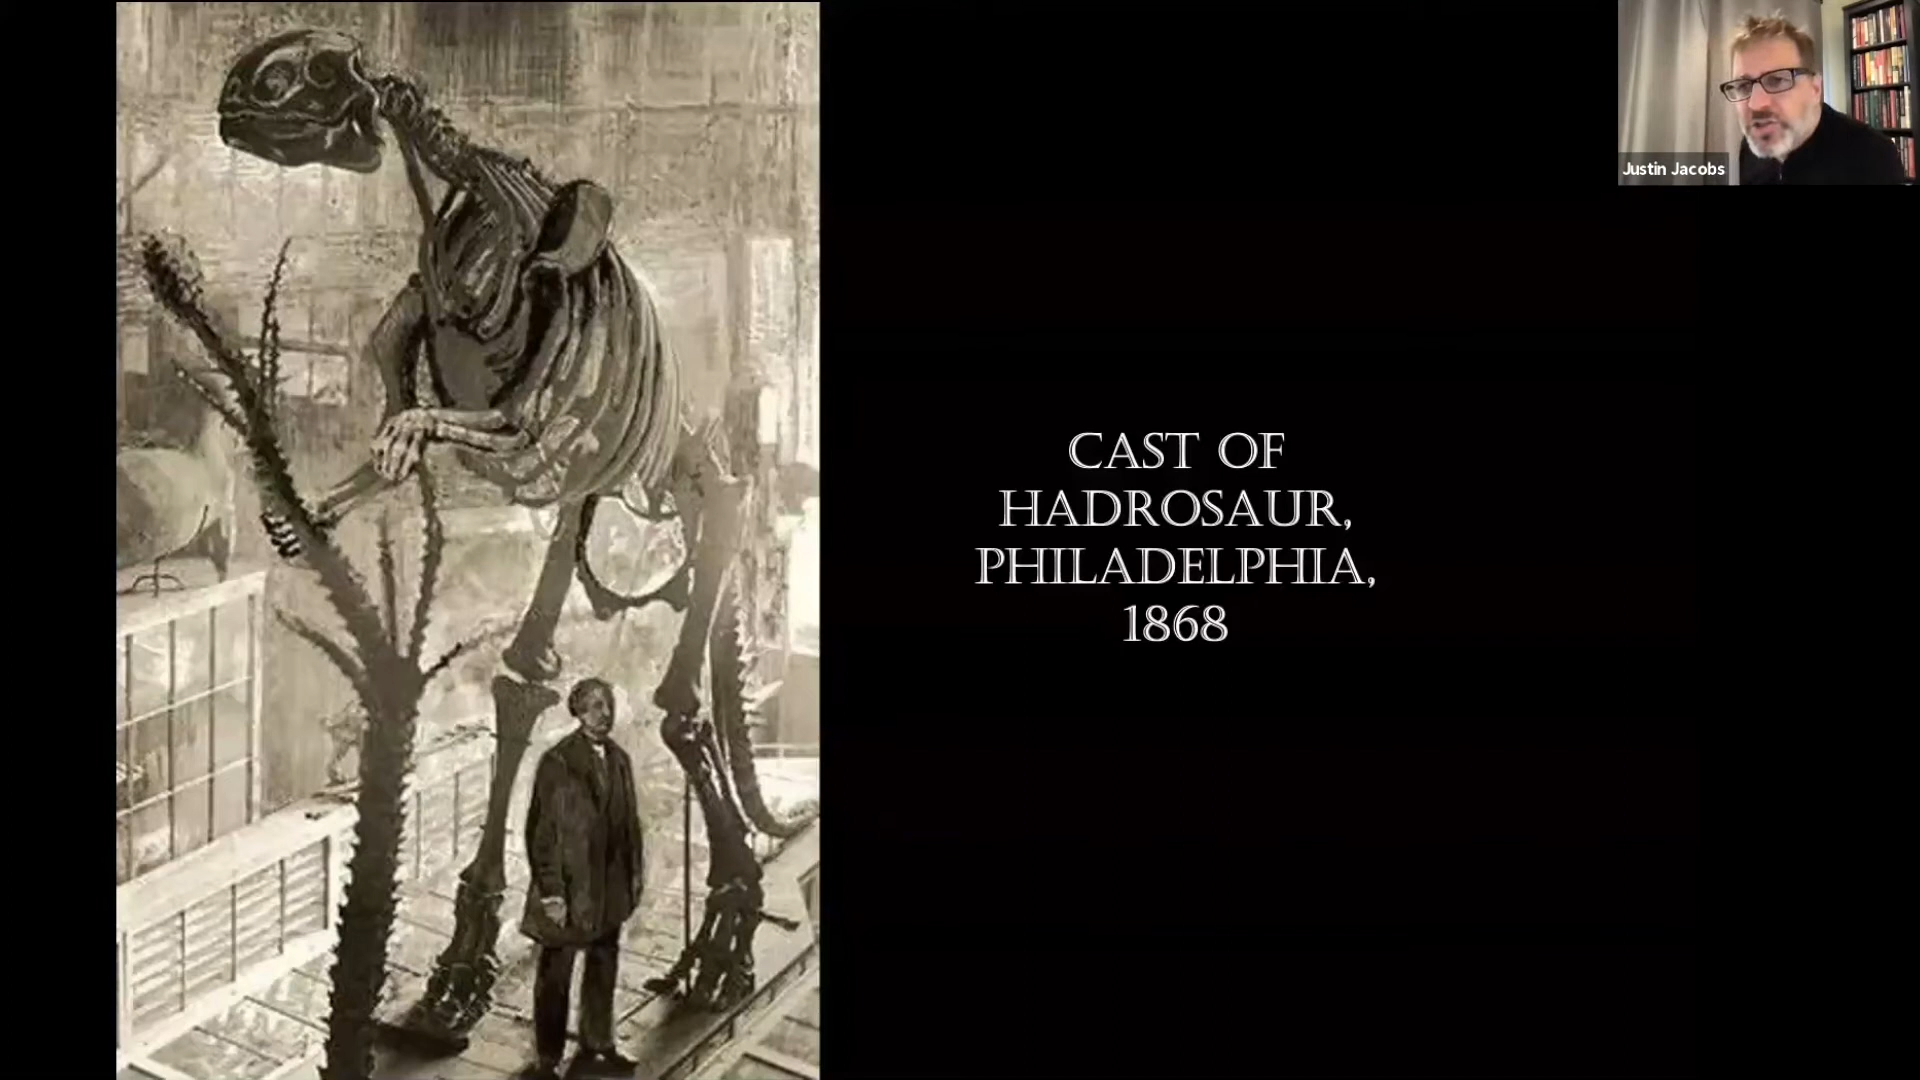 Justin Jacobs
CAST OF
HADROSAUR,
PHILADELPHIA,
1868